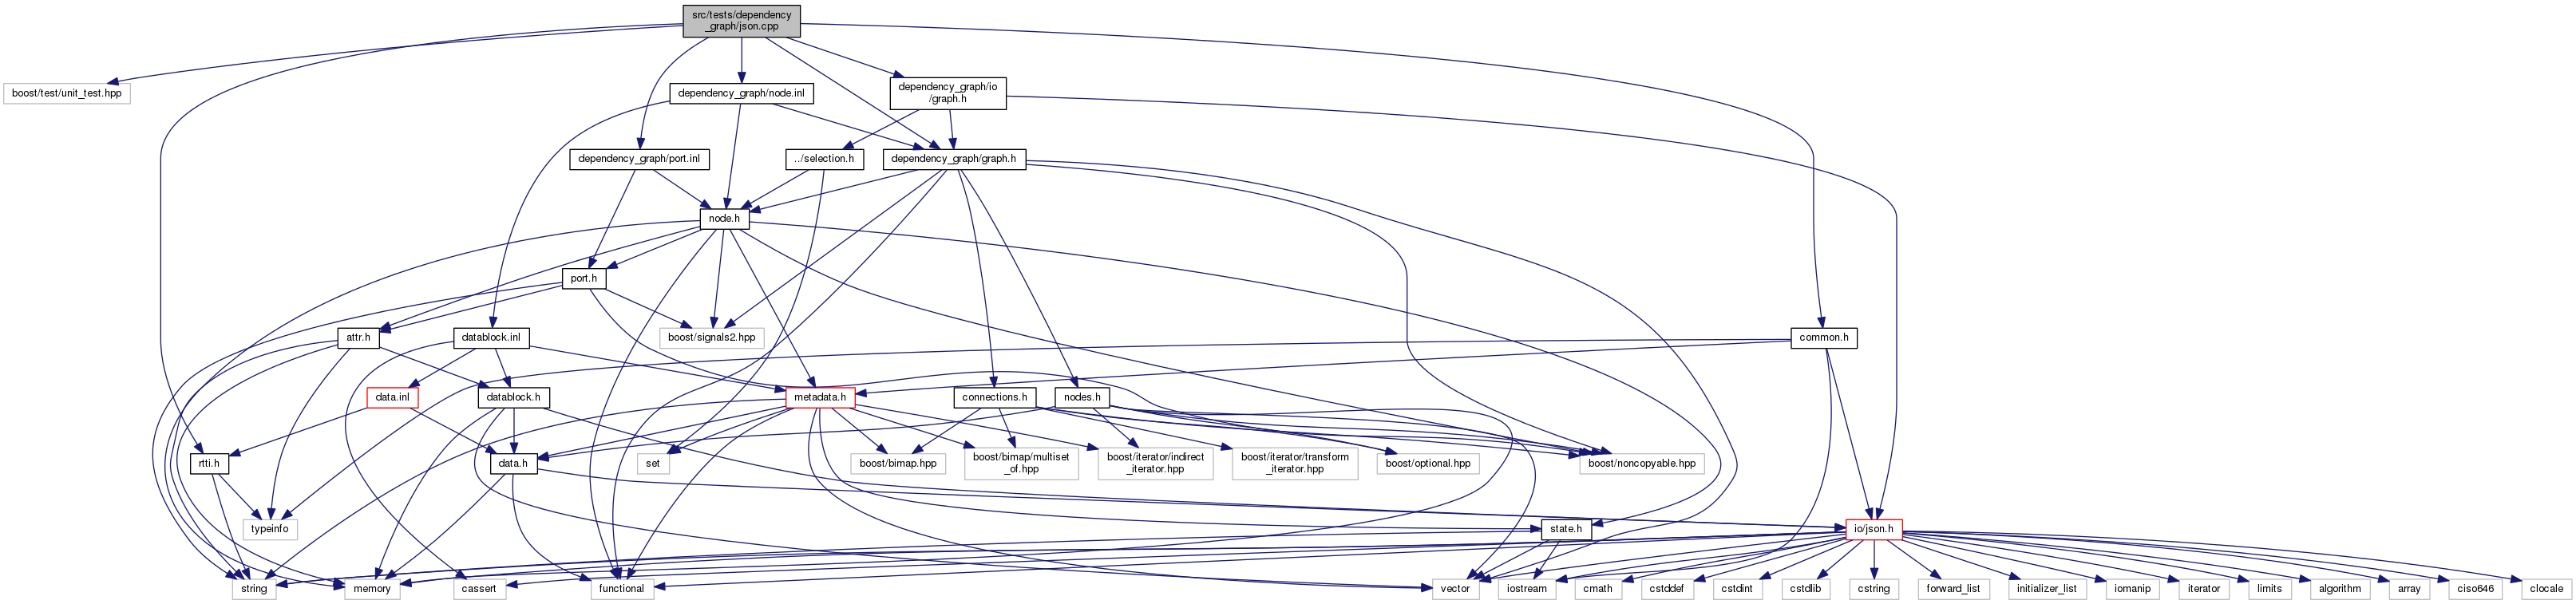 src/tests/dependency
_graph/json.cpp
boost/test/unit_test.hpp
dependency_graph/node.inl
dependency_graph/io
/graph.h
dependency_graph/port.inl
../selection.h
dependency_graph/graph.h
node.h
port.h
attr.h
datablock.inl
boost/signals2.hpp
common.h
data.inl
datablock.h
metadata.h
connections.h
nodes.h
rtti.h
data.h
set
boost/bimap.hpp
boost/bimap/multiset
_of.hpp
boost/iterator/indirect
_iterator.hpp
boost/iterator/transform
_iterator.hpp
boost/optional.hpp
boost/noncopyable.hpp
typeinfo
state.h
io/json.h
string
memory
cassert
functional
vector
iostream
cmath
cstddef
cstdint
cstdlib
cstring
forward_list
initializer_list
iomanip
iterator
limits
algorithm
array
ciso646
clocale